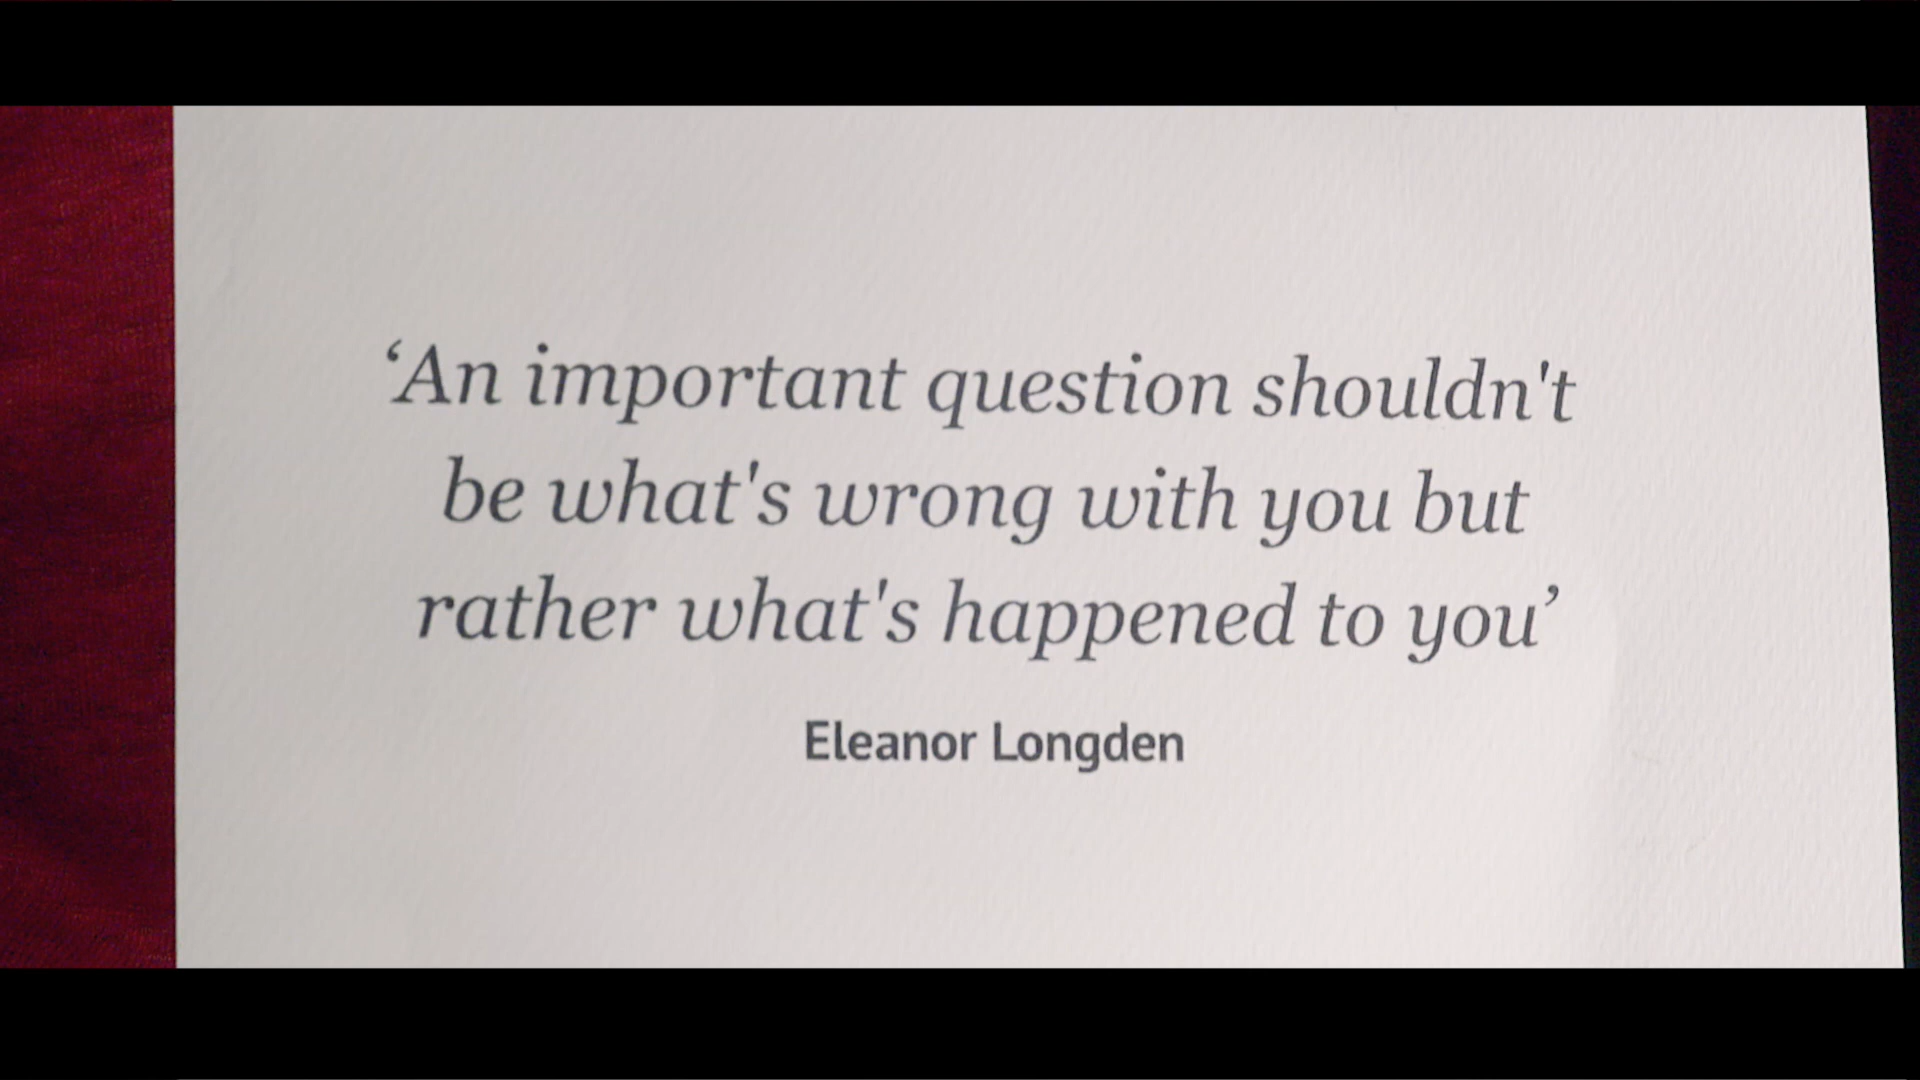 ‘An important question shouldn't
be what's wrong with you but
rather what's happened to you’
Eleanor Longden